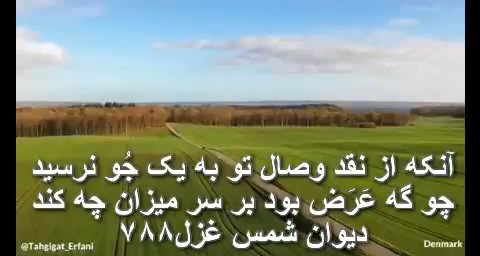 آنکه از نقد وصال تو به یک جُو نرسید
چو گه عَرَض بود بر سر میزان چه کند
دیوان شمس غزل۷۸۸
@Tahgigat_Erfani
Denmark